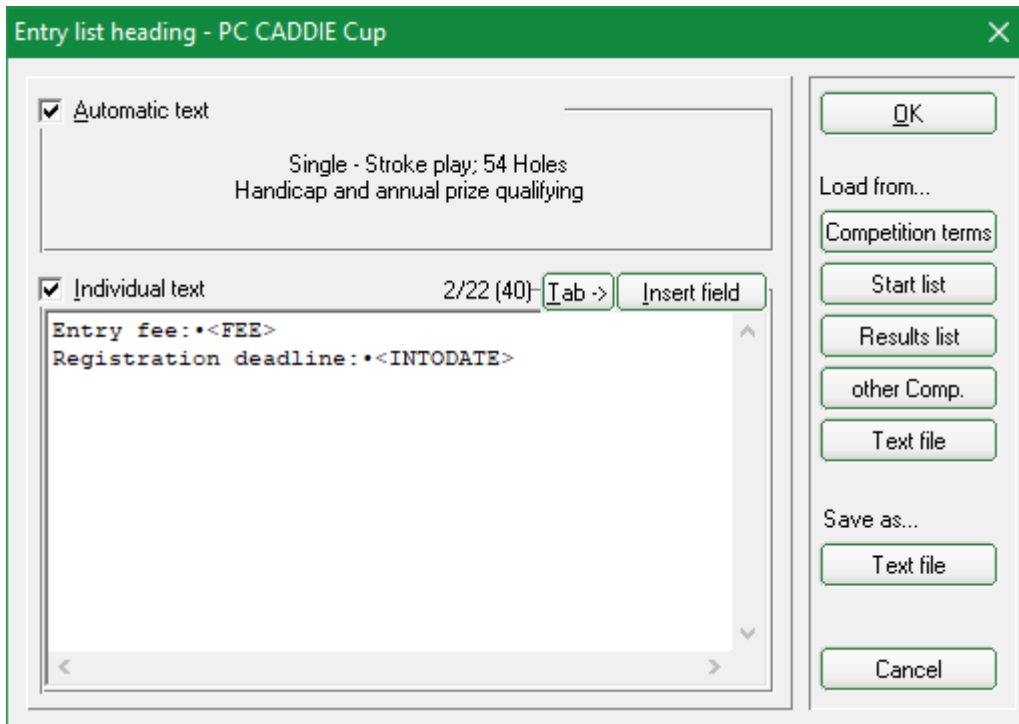 Entry list heading - PC CADDIE Cup
Automatic text
Single - Stroke play; 54 Holes
Handicap and annual prize qualifying
Individual text 2/22 (40) Tab -> Insert field
Entry fee:•<FEE>
Registration deadline:•<INTODATE>
OK
Load from...
Competition terms
Start list
Results list
other Comp.
Text file
Save as...
Text file
Cancel